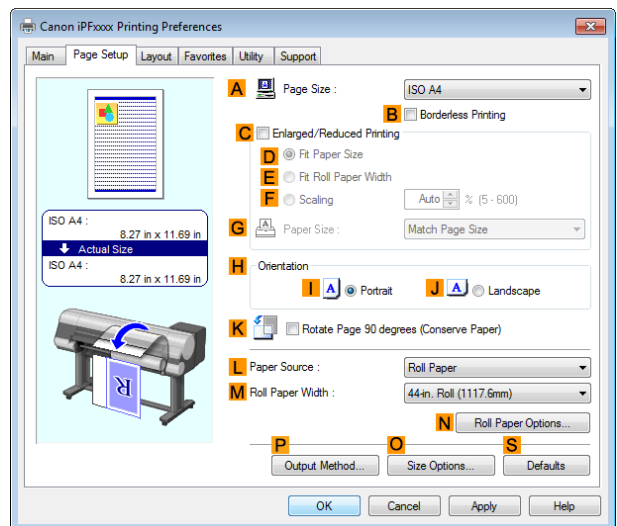 Canon iPFxxxx Printing Preferences
Main Page Setup Layout Favorites Utility Support
A Page Size : ISO A4
B Borderless Printing
C Enlarged/Reduced Printing
D Fit Paper Size
E Fit Roll Paper Width
F Scaling Auto % (5 - 600)
G A Paper Size : Match Page Size
ISO A4 :
8.27 in x 11.69 in
Actual Size
ISO A4 :
8.27 in x 11.69 in
H Orientation
I A Portrait J A Landscape
K Rotate Page 90 degrees (Conserve Paper)
R
L Paper Source : Roll Paper
M Roll Paper Width : 44-in. Roll (1117.6mm)
N Roll Paper Options...
P O S
Output Method... Size Options... Defaults
OK Cancel Apply Help